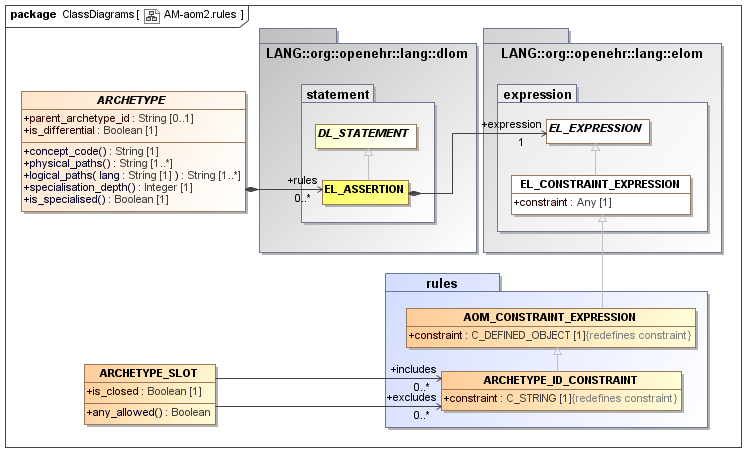 package ClassDiagrams [ AM-aom2.rules ]
LANG::org::openehr::lang::dlom
LANG::org::openehr::lang::elom
statement
expression
ARCHETYPE
+parent_archetype_id : String [0..1]
+is_differential : Boolean [1]
+concept_code() : String [1]
+physical_paths() : String [1..*]
+logical_paths( lang : String [1] ) : String [1..*]
+specialisation_depth() : Integer [1]
+is_specialised() : Boolean [1]
DL_STATEMENT
+expression
1
EL_EXPRESSION
+rules
0..*
EL_ASSERTION
EL_CONSTRAINT_EXPRESSION
+constraint : Any [1]
rules
AOM_CONSTRAINT_EXPRESSION
+constraint : C_DEFINED_OBJECT [1]{redefines constraint}
ARCHETYPE_SLOT
+is_closed : Boolean [1]
+any_allowed() : Boolean
+includes
0..*
+excludes
0..*
ARCHETYPE_ID_CONSTRAINT
+constraint : C_STRING [1]{redefines constraint}